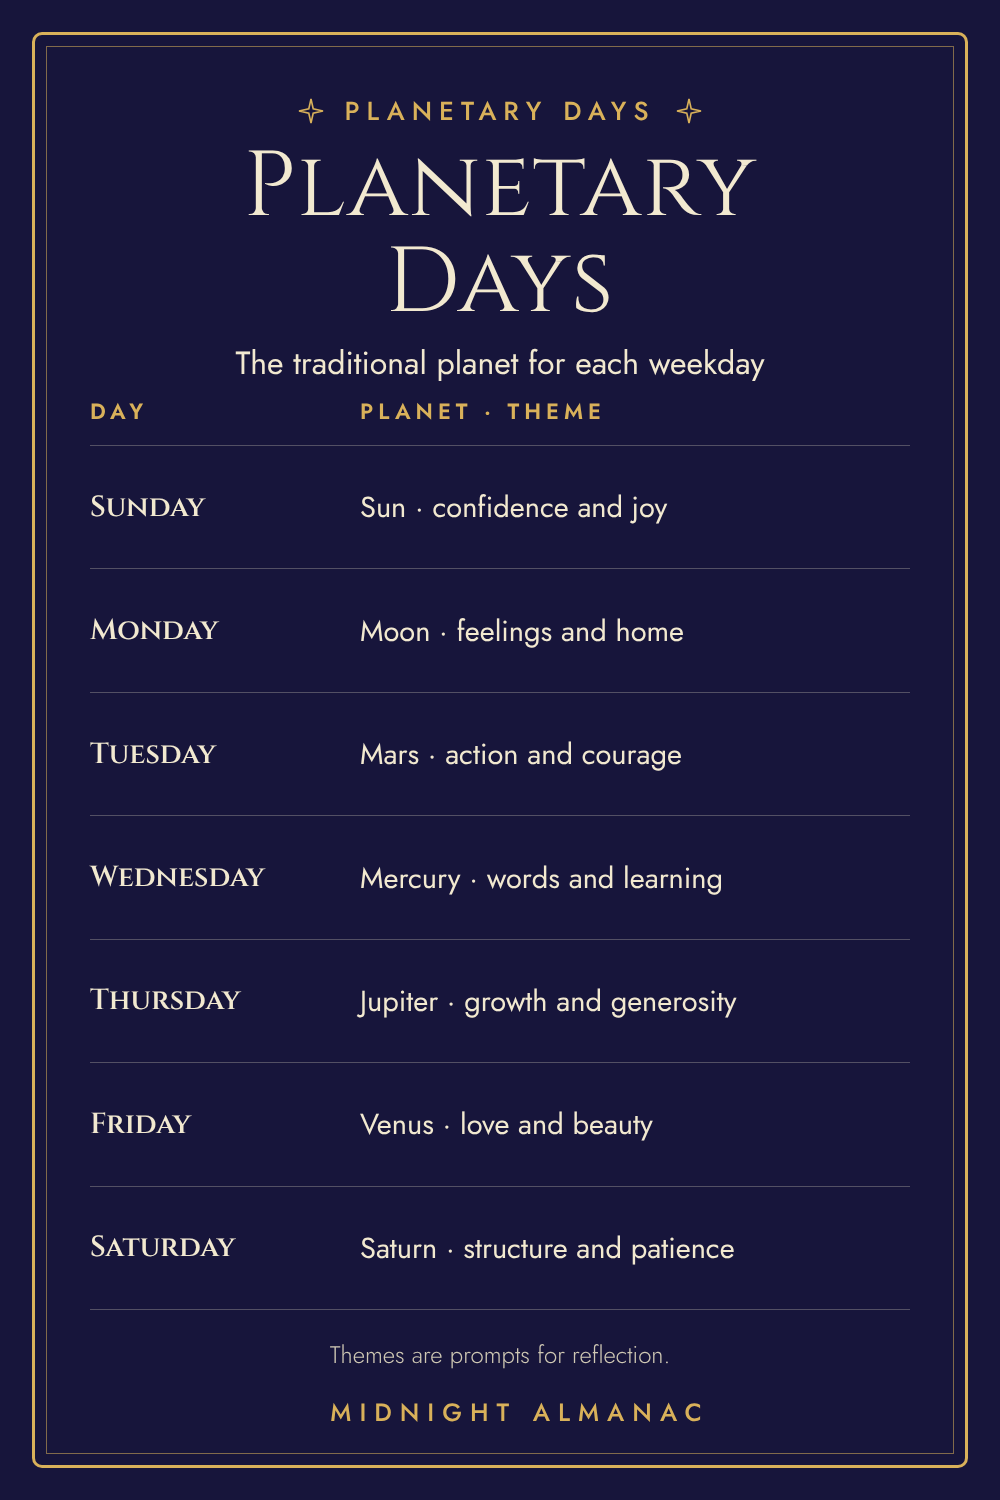 PLANETARY DAYS
Planetary
Days
The traditional planet for each weekday
DAY PLANET · THEME
Sunday Sun · confidence and joy
Monday Moon · feelings and home
Tuesday Mars · action and courage
Wednesday Mercury · words and learning
Thursday Jupiter · growth and generosity
Friday Venus · love and beauty
Saturday Saturn · structure and patience
Themes are prompts for reflection.
MIDNIGHT ALMANAC